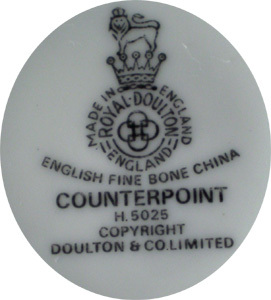 MADE IN ENGLAND
ROYAL·DOULTON
ENGLAND
ENGLISH FINE BONE CHINA
COUNTERPOINT
H.5025
COPYRIGHT
DOULTON & CO.LIMITED